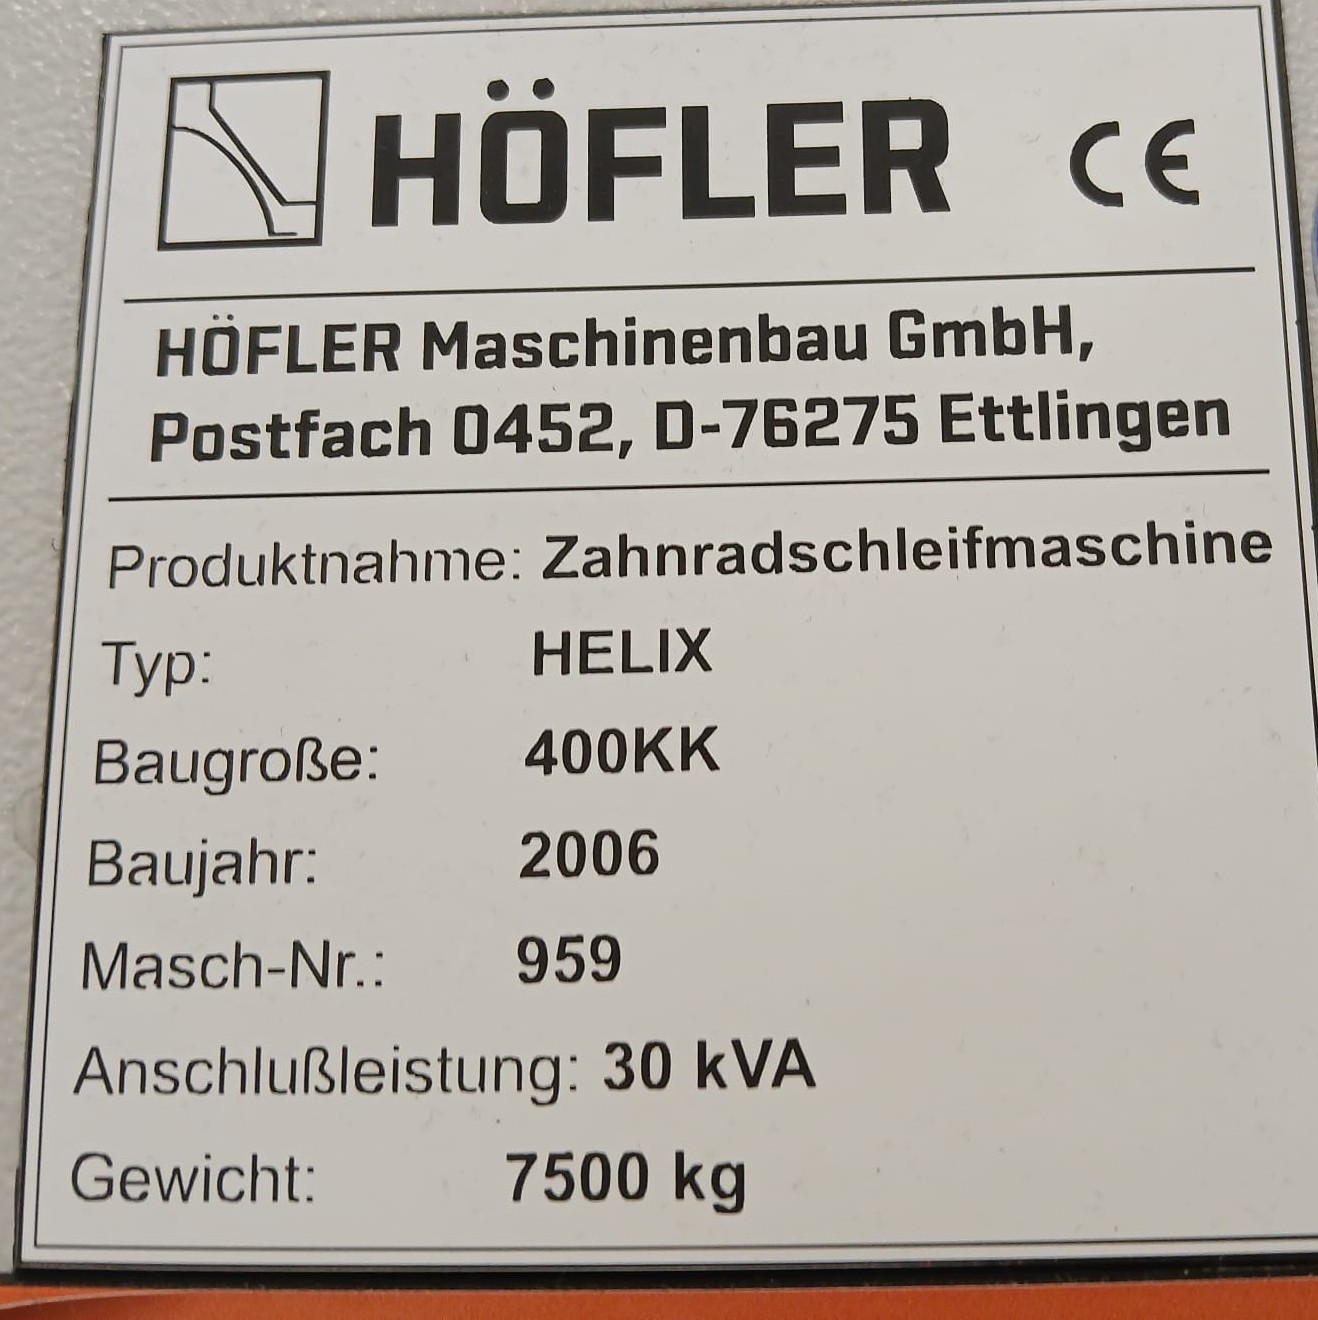 HÖFLER CE
HÖFLER Maschinenbau GmbH,
Postfach 0452, D-76275 Ettlingen
Produktnahme: Zahnradschleifmaschine
Typ: HELIX
Baugroße: 400KK
Baujahr: 2006
Masch-Nr.: 959
Anschlußleistung: 30 kVA
Gewicht: 7500 kg